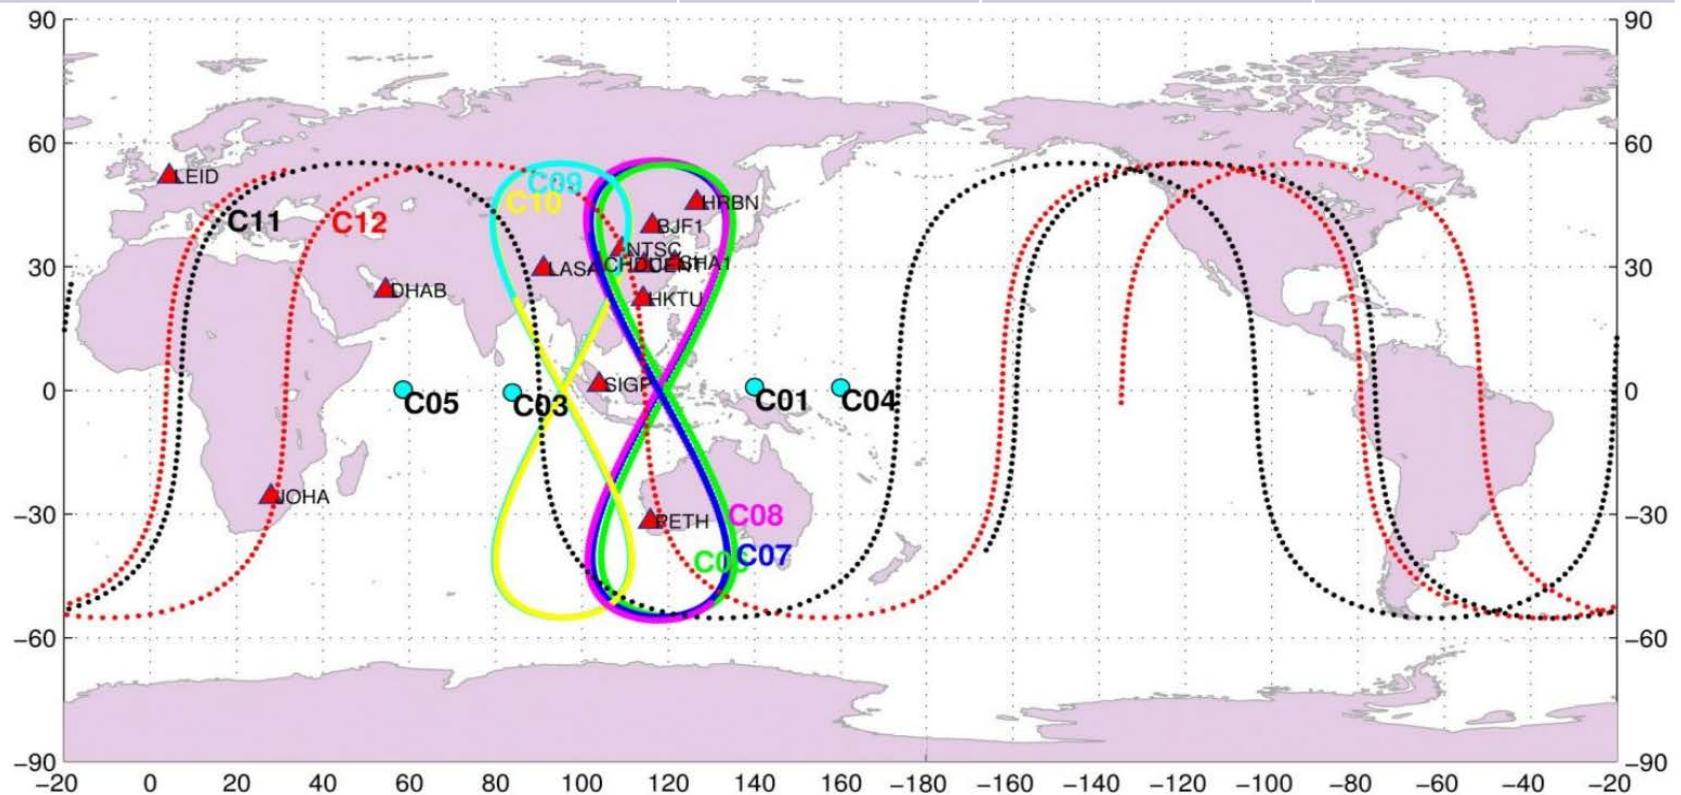 90 90
60 60
LEID
C09
C10
HRBN
C11 C12
BJF1
NTSC
30 30
LASA
SHA1
DHAB
HKTU
SIGP
0 0
C05 C03 C01 C04
JOHA
−30 −30
PETH
C08
C07
−60 −60
−90 −90
−20 0 20 40 60 80 100 120 140 160 −180 −160 −140 −120 −100 −80 −60 −40 −20